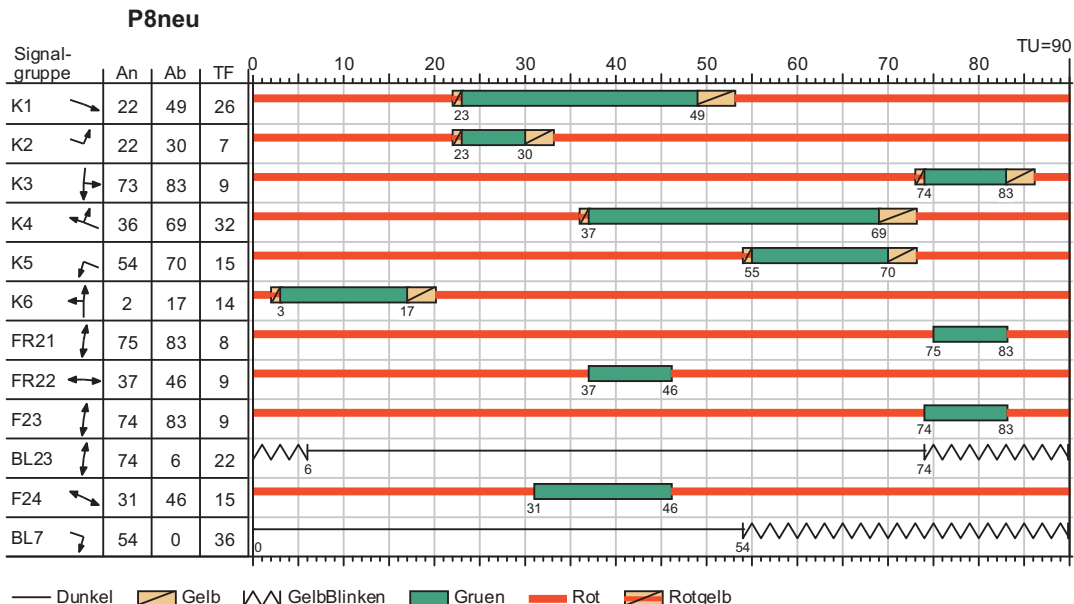 P8neu
TU=90
Signal-
gruppe An Ab TF 0 10 20 30 40 50 60 70 80
K1 22 49 26
23 49
K2 22 30 7
23 30
K3 73 83 9
74 83
K4 36 69 32
37 69
K5 54 70 15
55 70
K6 2 17 14
3 17
FR21 75 83 8
75 83
FR22 37 46 9
37 46
F23 74 83 9
74 83
BL23 74 6 22
6 74
F24 31 46 15
31 46
BL7 54 0 36
0 54
Dunkel Gelb GelbBlinken Gruen Rot Rotgelb